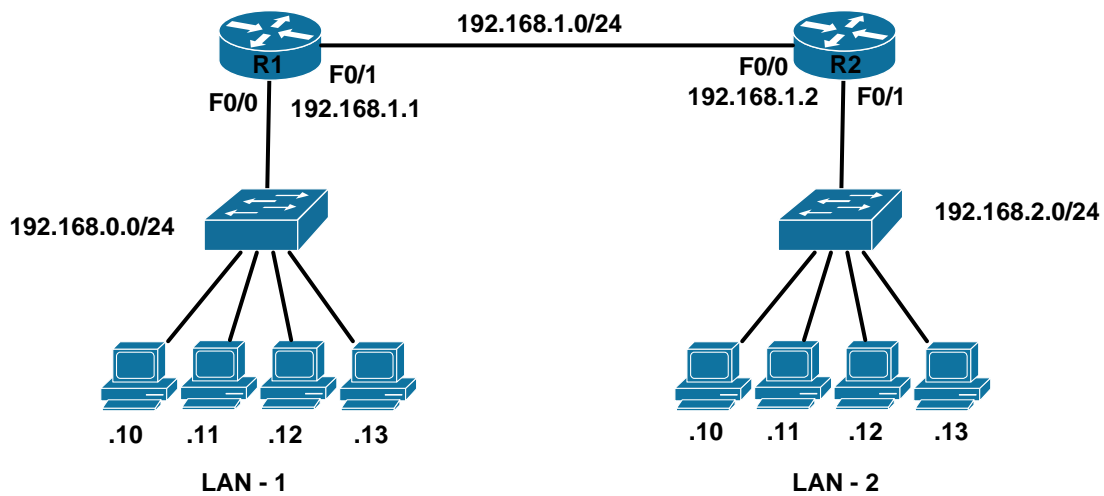 192.168.1.0/24
R1
R2
F0/1
F0/0
F0/0
192.168.1.1
192.168.1.2
F0/1
192.168.0.0/24
192.168.2.0/24
.10
.11
.12
.13
.10
.11
.12
.13
LAN - 1
LAN - 2